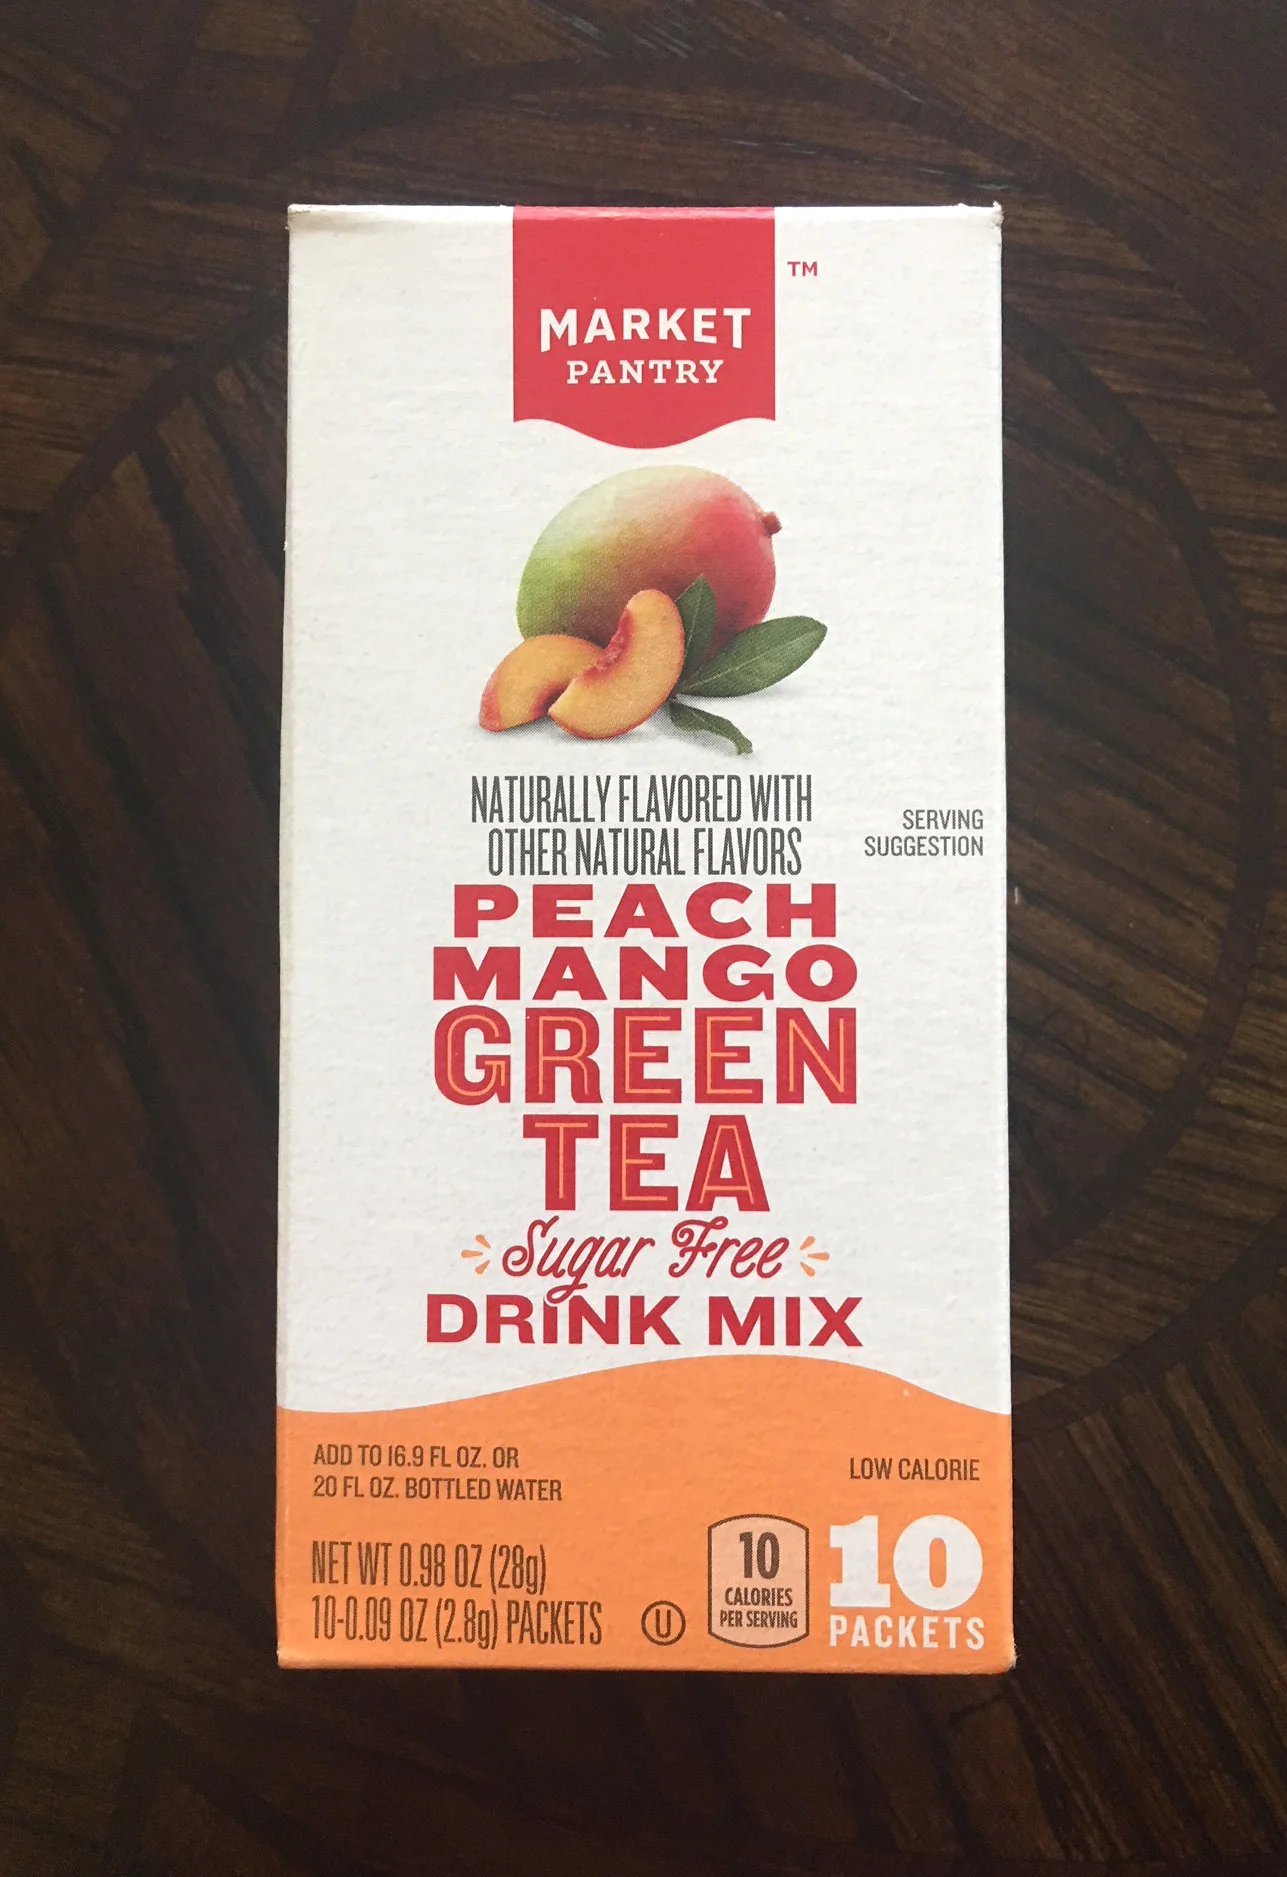 MARKET
PANTRY
TM
NATURALLY FLAVORED WITH
OTHER NATURAL FLAVORS
SERVING
SUGGESTION
PEACH
MANGO
GREEN
TEA
Sugar Free
DRINK MIX
ADD TO 16.9 FL OZ. OR
20 FL OZ. BOTTLED WATER
LOW CALORIE
NET WT 0.98 OZ (28g)
10-0.09 OZ (2.8g) PACKETS
U
10
CALORIES
PER SERVING
10
PACKETS